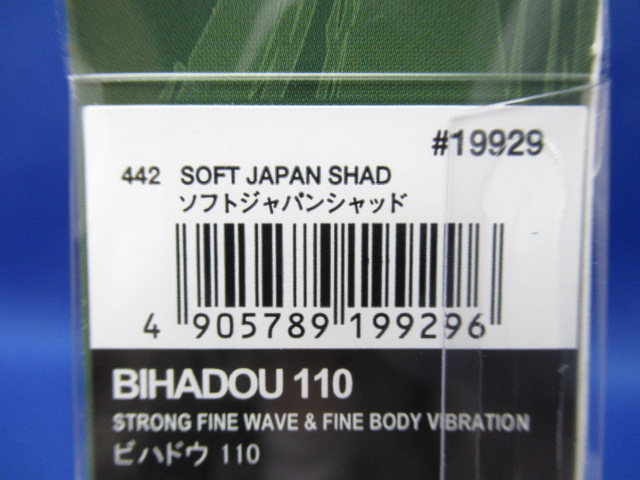 #19929
442 SOFT JAPAN SHAD
ソフトジャパンシャッド
4 905789 199296
BIHADOU 110
STRONG FINE WAVE & FINE BODY VIBRATION
ビハドウ 110